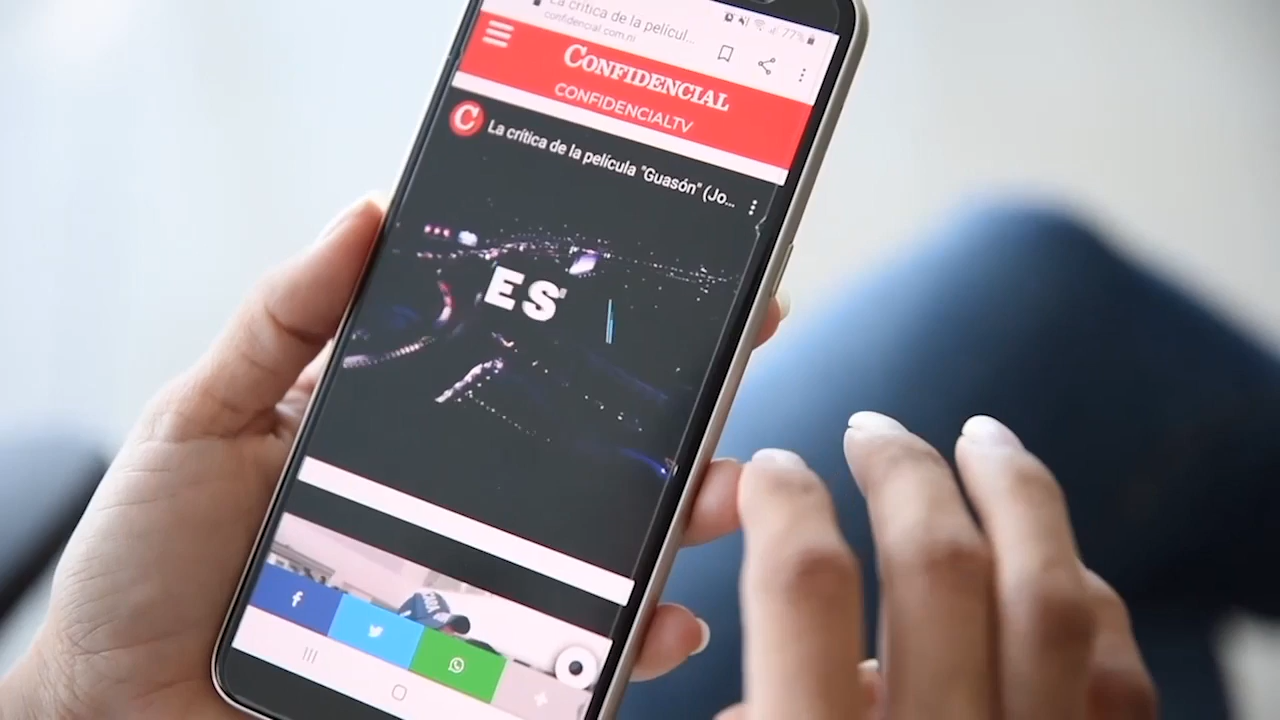 La crítica de la películ...
confidencial.com.ni
77%
CONFIDENCIAL
CONFIDENCIALTV
C
La crítica de la película "Guasón" (Jo...
ES
f